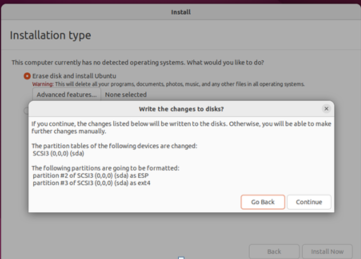 Install
Installation type
This computer currently has no detected operating systems. What would you like to do?
Erase disk and install Ubuntu
Warning: This will delete all your programs, documents, photos, music, and any other files in all operating systems.
Advanced features... None selected
Write the changes to disks?
If you continue, the changes listed below will be written to the disks. Otherwise, you will be able to make
further changes manually.
The partition tables of the following devices are changed:
SCSI3 (0,0,0) (sda)
The following partitions are going to be formatted:
partition #2 of SCSI3 (0,0,0) (sda) as ESP
partition #3 of SCSI3 (0,0,0) (sda) as ext4
Go Back Continue
Back Install Now